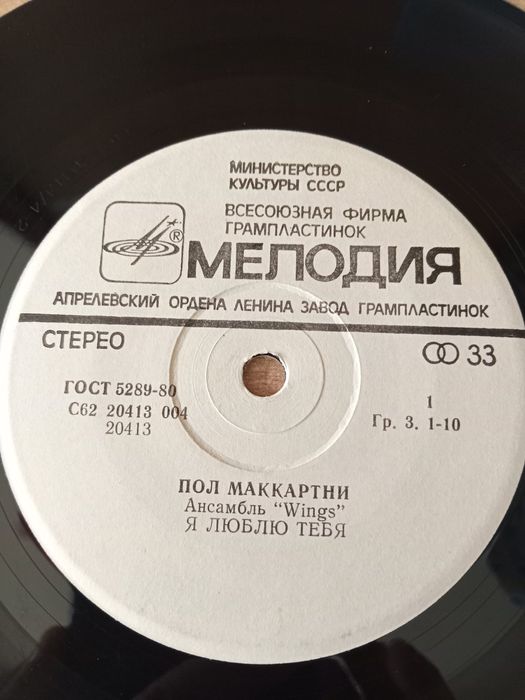 МИНИСТЕРСТВО
КУЛЬТУРЫ СССР
ВСЕСОЮЗНАЯ ФИРМА
ГРАМПЛАСТИНОК
®
МЕЛОДИЯ
АПРЕЛЕВСКИЙ ОРДЕНА ЛЕНИНА ЗАВОД ГРАМПЛАСТИНОК
СТЕРЕО
33
ГОСТ 5289-80
С62 20413 004
20413
1
Гр. 3. 1-10
ПОЛ МАККАРТНИ
Ансамбль "Wings"
Я ЛЮБЛЮ ТЕБЯ